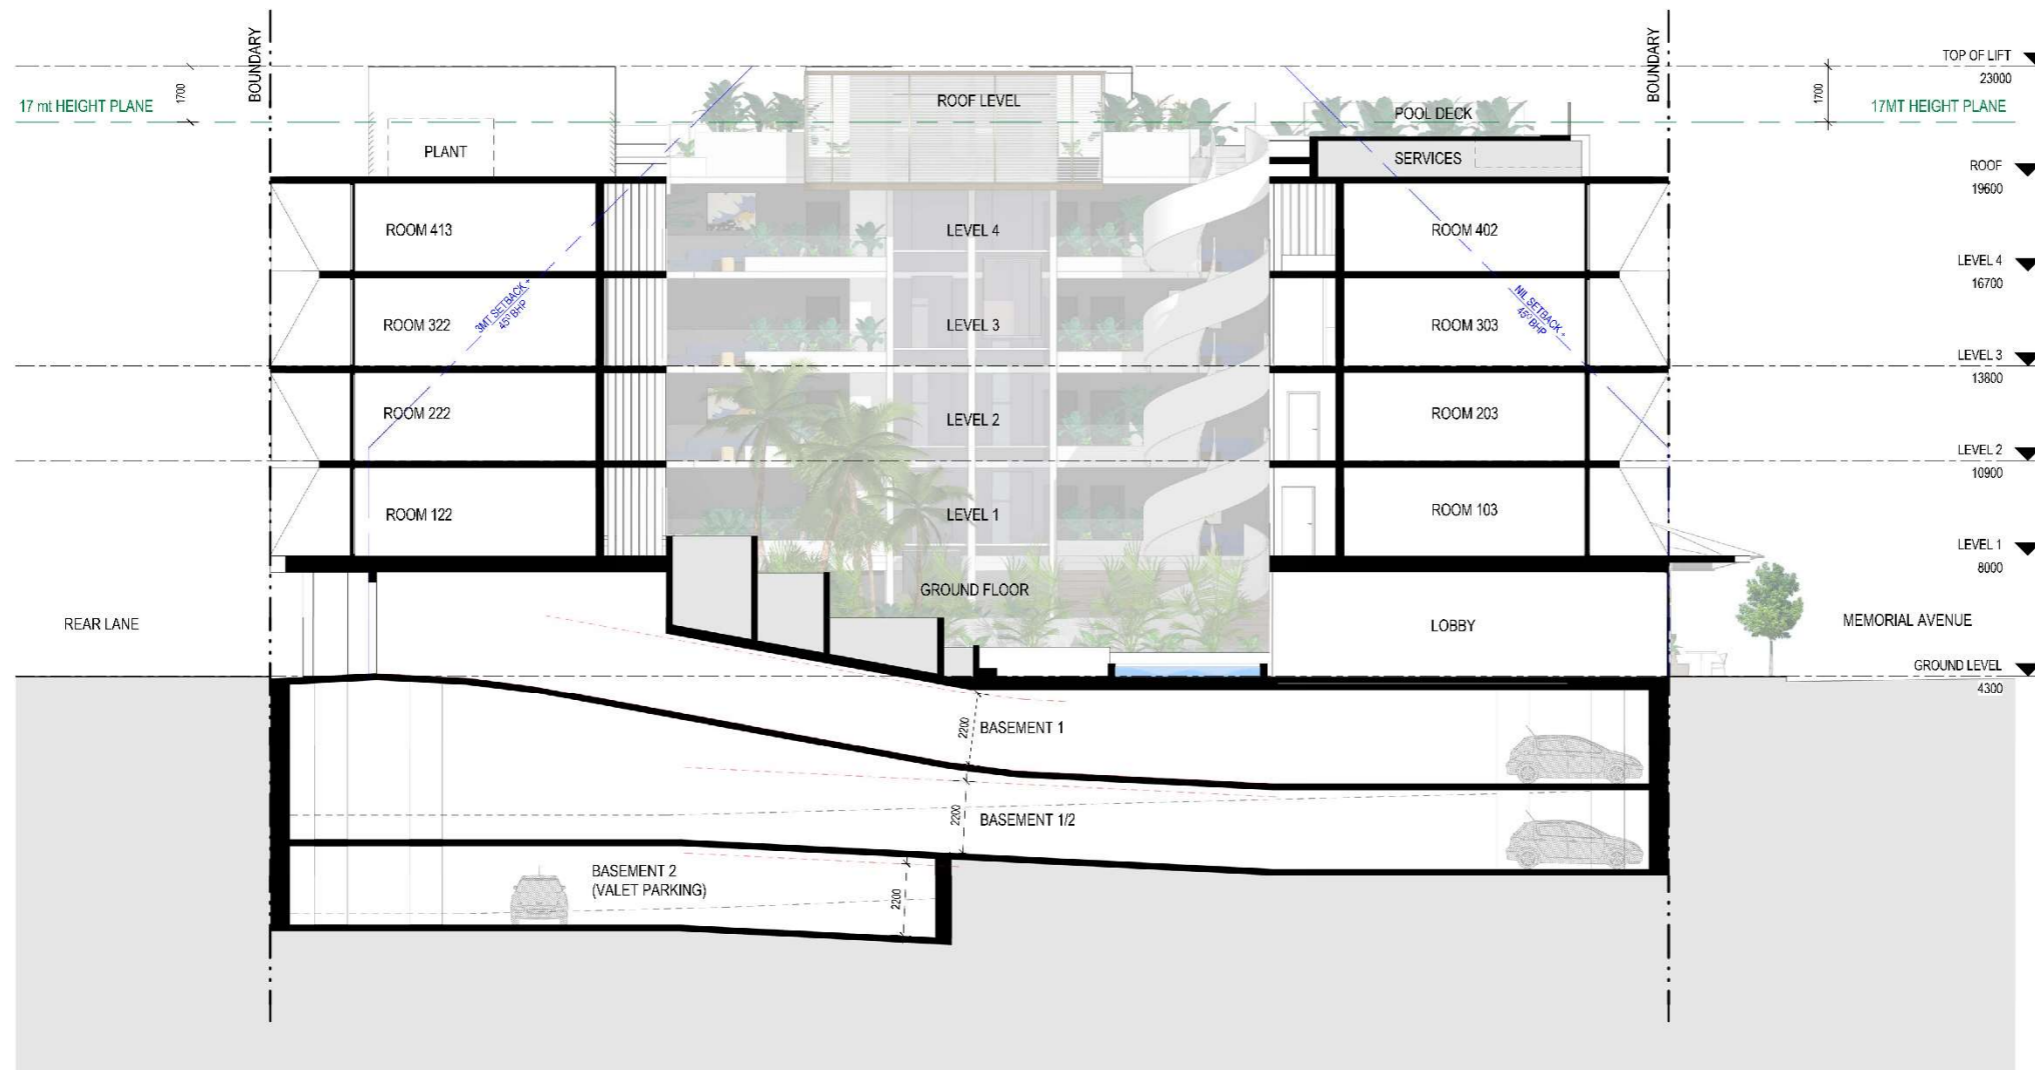 BOUNDARY
BOUNDARY
TOP OF LIFT
23000
17 mt HEIGHT PLANE
1700
1700
17MT HEIGHT PLANE
ROOF LEVEL
POOL DECK
PLANT
SERVICES
ROOF
19600
ROOM 413
LEVEL 4
ROOM 402
LEVEL 4
16700
3MT SETBACK +
45º BHP
NIL SETBACK +
45º BHP
ROOM 322
LEVEL 3
ROOM 303
LEVEL 3
13800
ROOM 222
LEVEL 2
ROOM 203
LEVEL 2
10900
ROOM 122
LEVEL 1
ROOM 103
LEVEL 1
8000
GROUND FLOOR
REAR LANE
LOBBY
MEMORIAL AVENUE
GROUND LEVEL
4300
2200
BASEMENT 1
2200
BASEMENT 1/2
BASEMENT 2
(VALET PARKING)
2200